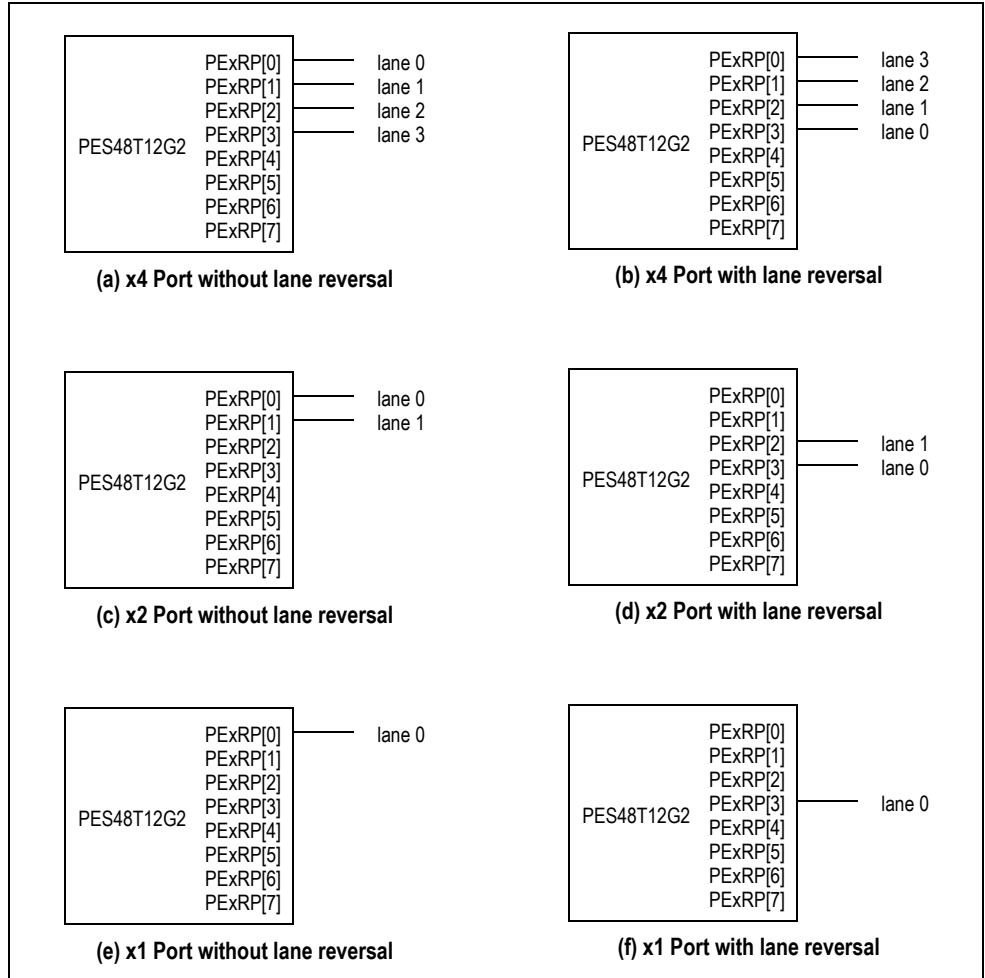 PES48T12G2
PExRP[0] lane 0
PExRP[1] lane 1
PExRP[2] lane 2
PExRP[3] lane 3
PExRP[4]
PExRP[5]
PExRP[6]
PExRP[7]
(a) x4 Port without lane reversal
PES48T12G2
PExRP[0] lane 3
PExRP[1] lane 2
PExRP[2] lane 1
PExRP[3] lane 0
PExRP[4]
PExRP[5]
PExRP[6]
PExRP[7]
(b) x4 Port with lane reversal
PES48T12G2
PExRP[0] lane 0
PExRP[1] lane 1
PExRP[2]
PExRP[3]
PExRP[4]
PExRP[5]
PExRP[6]
PExRP[7]
(c) x2 Port without lane reversal
PES48T12G2
PExRP[0]
PExRP[1]
PExRP[2] lane 1
PExRP[3] lane 0
PExRP[4]
PExRP[5]
PExRP[6]
PExRP[7]
(d) x2 Port with lane reversal
PES48T12G2
PExRP[0] lane 0
PExRP[1]
PExRP[2]
PExRP[3]
PExRP[4]
PExRP[5]
PExRP[6]
PExRP[7]
(e) x1 Port without lane reversal
PES48T12G2
PExRP[0]
PExRP[1]
PExRP[2]
PExRP[3] lane 0
PExRP[4]
PExRP[5]
PExRP[6]
PExRP[7]
(f) x1 Port with lane reversal